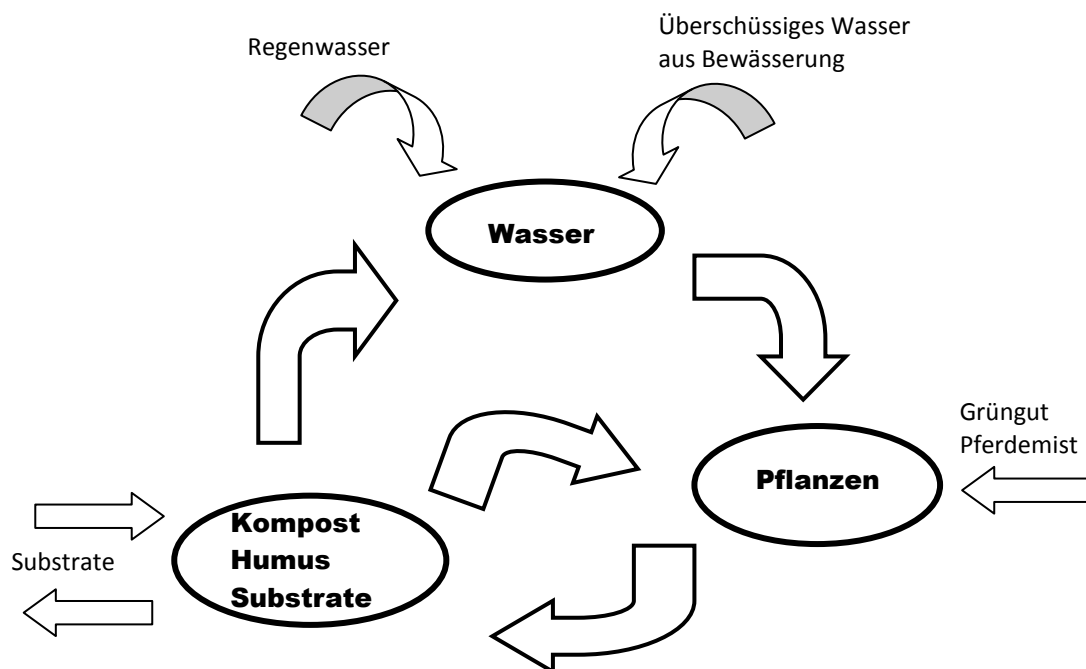 Regenwasser
Überschüssiges Wasser
aus Bewässerung
Wasser
Grüngut
Pferdemist
Pflanzen
Kompost
Humus
Substrate
Substrate